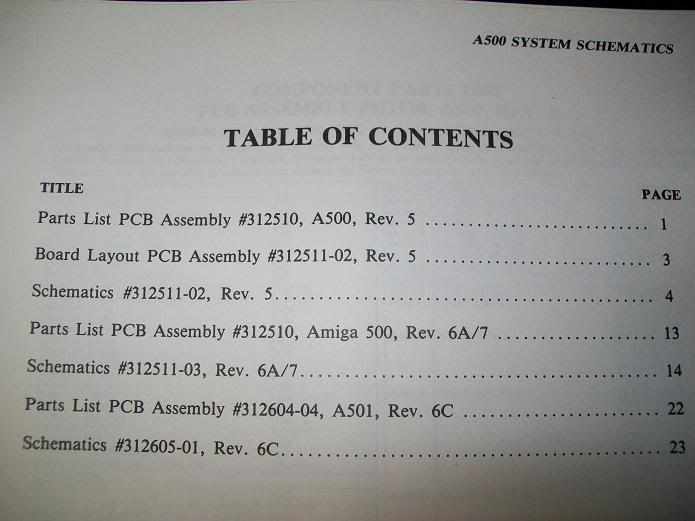 A500 SYSTEM SCHEMATICS
TABLE OF CONTENTS
TITLE PAGE
Parts List PCB Assembly #312510, A500, Rev. 5 .......................... 1
Board Layout PCB Assembly #312511-02, Rev. 5 .......................... 3
Schematics #312511-02, Rev. 5............................................. 4
Parts List PCB Assembly #312510, Amiga 500, Rev. 6A/7 .................. 13
Schematics #312511-03, Rev. 6A/7.......................................... 14
Parts List PCB Assembly #312604-04, A501, Rev. 6C ...................... 22
Schematics #312605-01, Rev. 6C............................................ 23